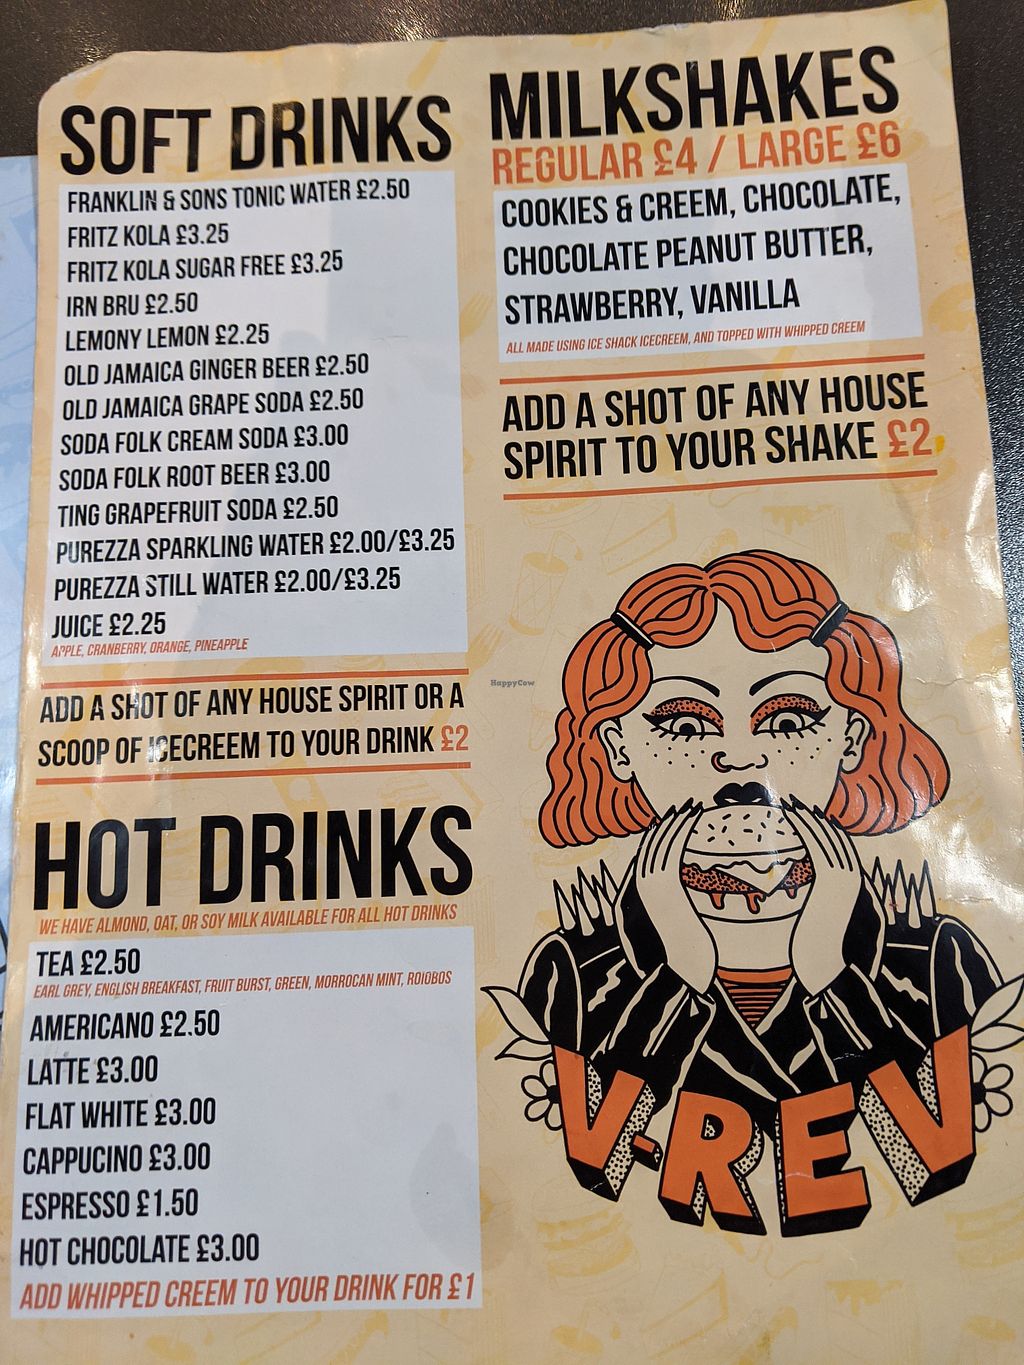 SOFT DRINKS
FRANKLIN & SONS TONIC WATER £2.50
FRITZ KOLA £3.25
FRITZ KOLA SUGAR FREE £3.25
IRN BRU £2.50
LEMONY LEMON £2.25
OLD JAMAICA GINGER BEER £2.50
OLD JAMAICA GRAPE SODA £2.50
SODA FOLK CREAM SODA £3.00
SODA FOLK ROOT BEER £3.00
TING GRAPEFRUIT SODA £2.50
PUREZZA SPARKLING WATER £2.00/£3.25
PUREZZA STILL WATER £2.00/£3.25
JUICE £2.25
APPLE, CRANBERRY, ORANGE, PINEAPPLE
ADD A SHOT OF ANY HOUSE SPIRIT OR A
SCOOP OF ICECREEM TO YOUR DRINK £2
HOT DRINKS
WE HAVE ALMOND, OAT, OR SOY MILK AVAILABLE FOR ALL HOT DRINKS
TEA £2.50
EARL GREY, ENGLISH BREAKFAST, FRUIT BURST, GREEN, MORROCAN MINT, ROIOBOS
AMERICANO £2.50
LATTE £3.00
FLAT WHITE £3.00
CAPPUCINO £3.00
ESPRESSO £1.50
HOT CHOCOLATE £3.00
ADD WHIPPED CREEM TO YOUR DRINK FOR £1
MILKSHAKES
REGULAR £4 / LARGE £6
COOKIES & CREEM, CHOCOLATE,
CHOCOLATE PEANUT BUTTER,
STRAWBERRY, VANILLA
ALL MADE USING ICE SHACK ICECREEM, AND TOPPED WITH WHIPPED CREEM
ADD A SHOT OF ANY HOUSE
SPIRIT TO YOUR SHAKE £2
HappyCow
V-REV